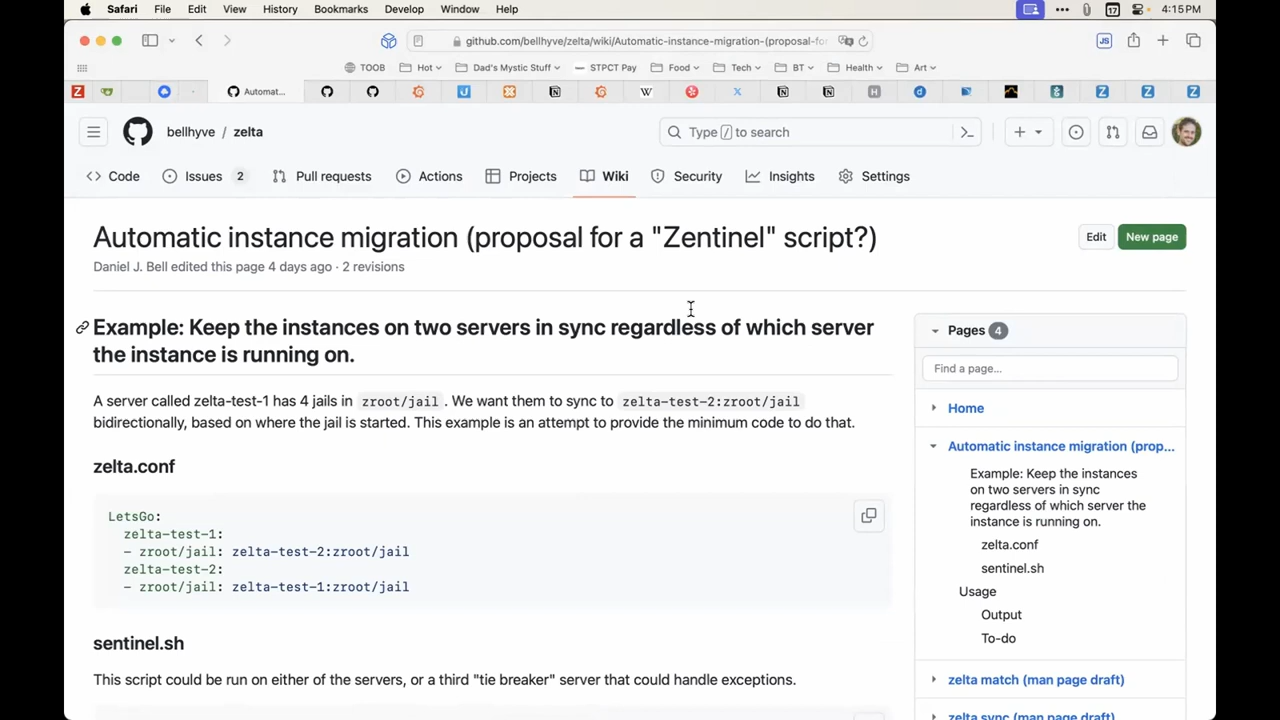 Safari File Edit View History Bookmarks Develop Window Help
17 4:15 PM
github.com/bellhyve/zelta/wiki/Automatic-instance-migration-(proposal-for
TOOB Hot Dad's Mystic Stuff STPCT Pay Food Tech BT Health Art
Automat...
bellhyve / zelta
Type / to search
Code Issues 2 Pull requests Actions Projects Wiki Security Insights Settings
Automatic instance migration (proposal for a "Zentinel" script?)
Edit New page
Daniel J. Bell edited this page 4 days ago · 2 revisions
Example: Keep the instances on two servers in sync regardless of which server
the instance is running on.
A server called zelta-test-1 has 4 jails in zroot/jail. We want them to sync to zelta-test-2:zroot/jail
bidirectionally, based on where the jail is started. This example is an attempt to provide the minimum code to do that.
zelta.conf
LetsGo:
zelta-test-1:
- zroot/jail: zelta-test-2:zroot/jail
zelta-test-2:
- zroot/jail: zelta-test-1:zroot/jail
sentinel.sh
This script could be run on either of the servers, or a third "tie breaker" server that could handle exceptions.
Pages 4
Find a page...
Home
Automatic instance migration (prop...
Example: Keep the instances
on two servers in sync
regardless of which server the
instance is running on.
zelta.conf
sentinel.sh
Usage
Output
To-do
zelta match (man page draft)
zelta sync (man page draft)